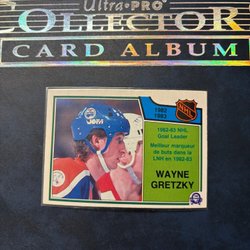 Ultra•PRO
COLLECTOR
CARD ALBUM
1982
1983
NHL
1982-83 NHL
Goal Leader
Meilleur marqueur
de buts dans la
LNH en 1982-83
WAYNE
GRETZKY
JOFA